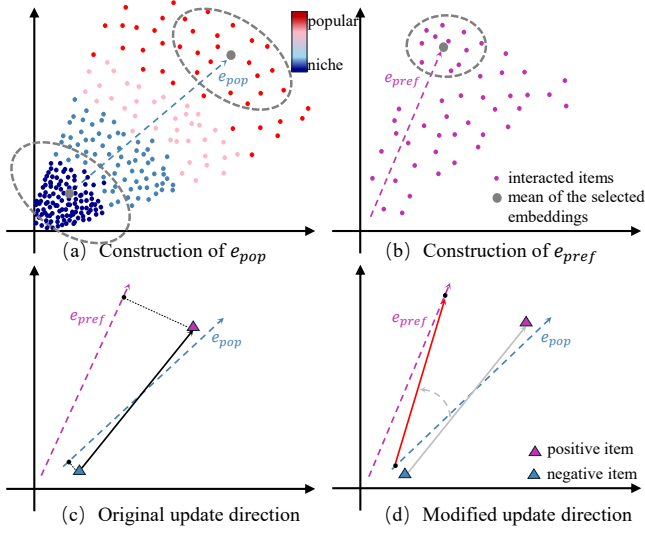 popular
niche
e_pop
(a) Construction of e_pop
e_pref
interacted items
mean of the selected
embeddings
(b) Construction of e_pref
e_pref
e_pop
(c) Original update direction
e_pref
e_pop
positive item
negative item
(d) Modified update direction